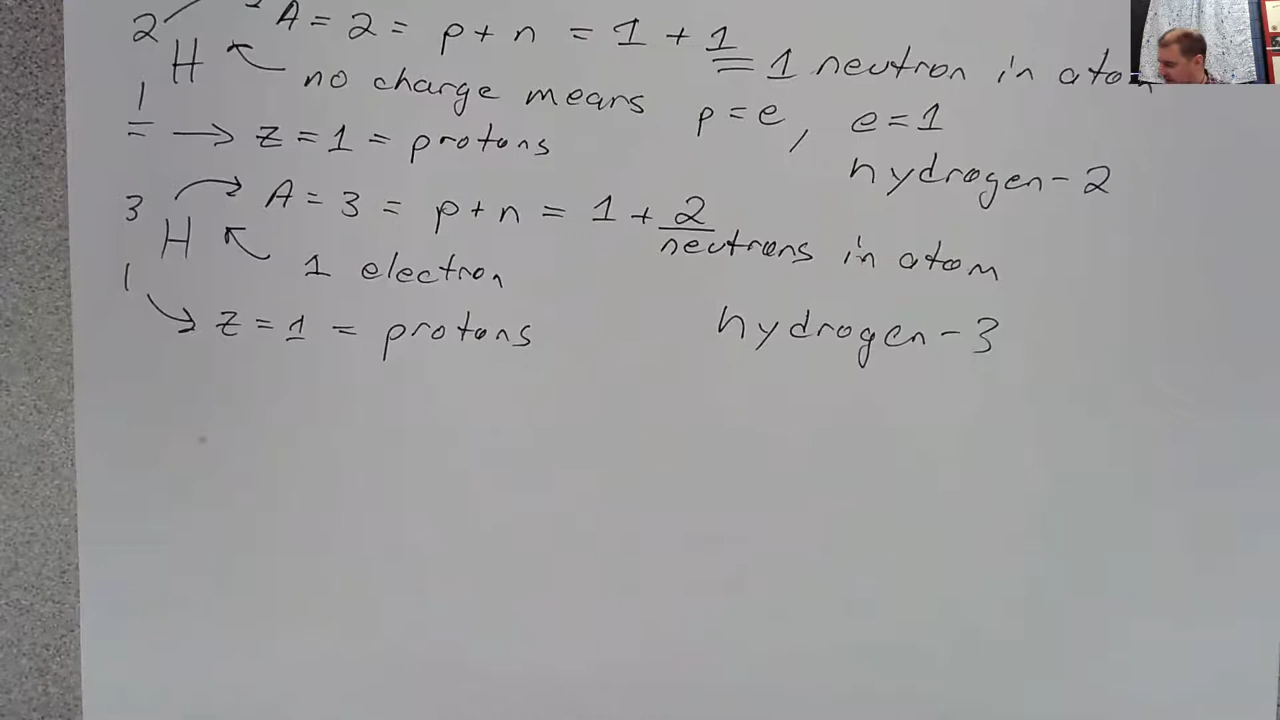 2 A = 2 = p + n = 1 + 1
H = 1 neutron in atom
no charge means p = e, e = 1
1 → z = 1 = protons
hydrogen - 2
3 A = 3 = p + n = 1 + 2
H neutrons in atom
1 1 electron
z = 1 = protons hydrogen - 3